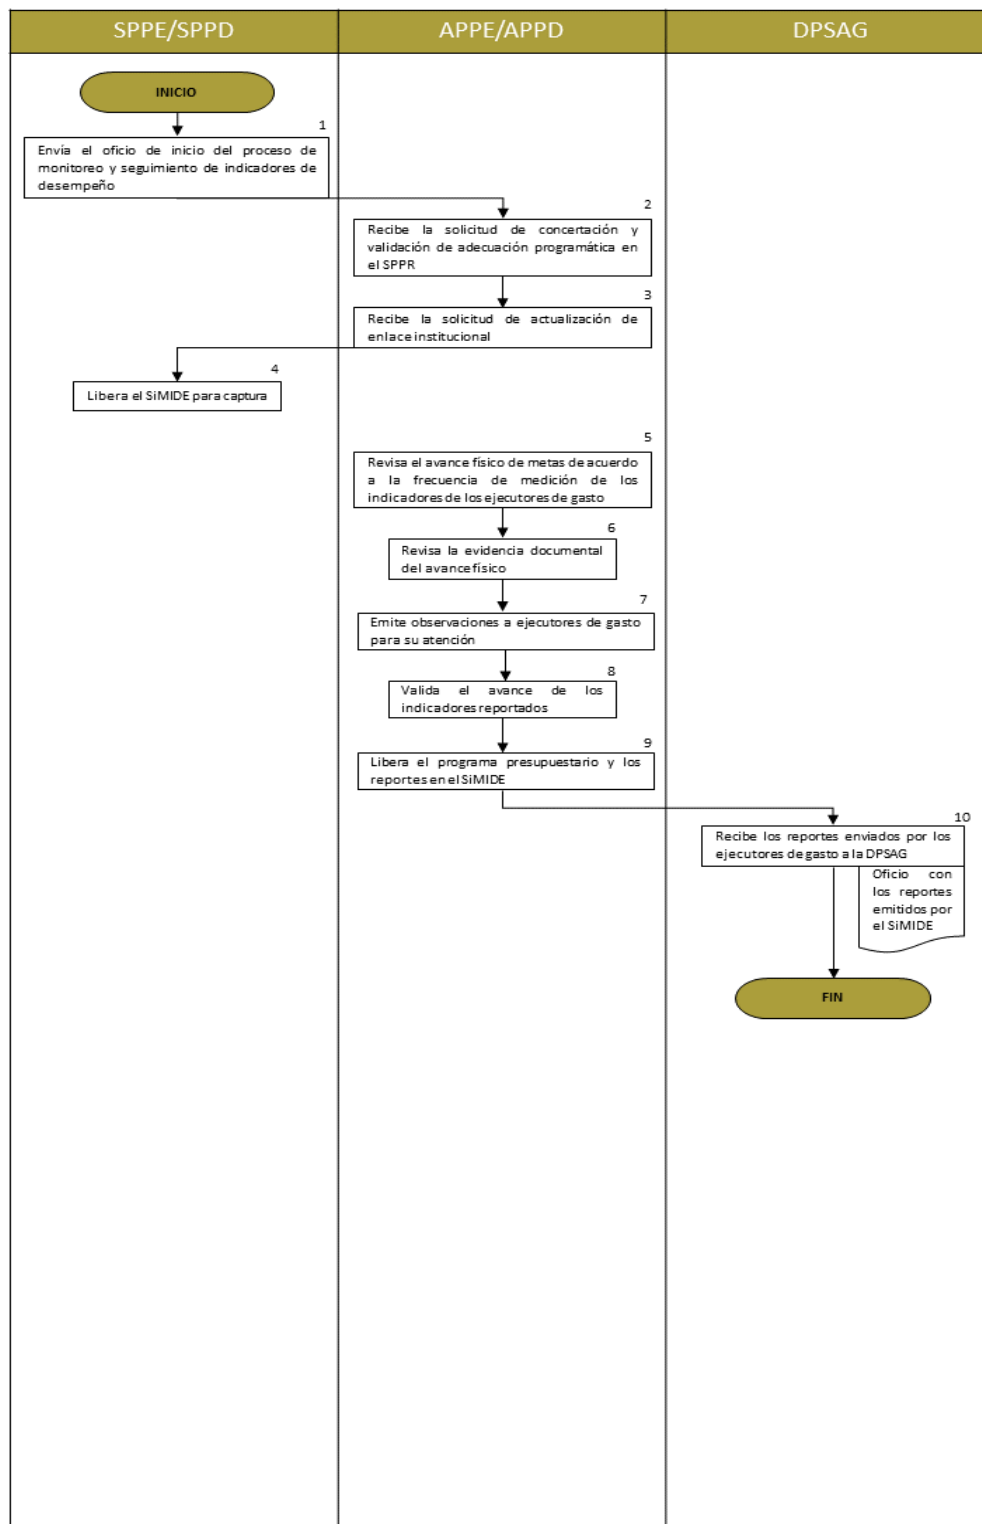 SPPE/SPPD
APPE/APPD
DPSAG
INICIO
1
Envía el oficio de inicio del proceso de
monitoreo y seguimiento de indicadores de
desempeño
2
Recibe la solicitud de concertación y
validación de adecuación programática en
el SPPR
3
Recibe la solicitud de actualización de
enlace institucional
4
Libera el SiMIDE para captura
5
Revisa el avance físico de metas de acuerdo
a la frecuencia de medición de los
indicadores de los ejecutores de gasto
6
Revisa la evidencia documental
del avance físico
7
Emite observaciones a ejecutores de gasto
para su atención
8
Valida el avance de los
indicadores reportados
9
Libera el programa presupuestario y los
reportes en el SiMIDE
10
Recibe los reportes enviados por los
ejecutores de gasto a la DPSAG
Oficio con
los reportes
emitidos por
el SiMIDE
FIN